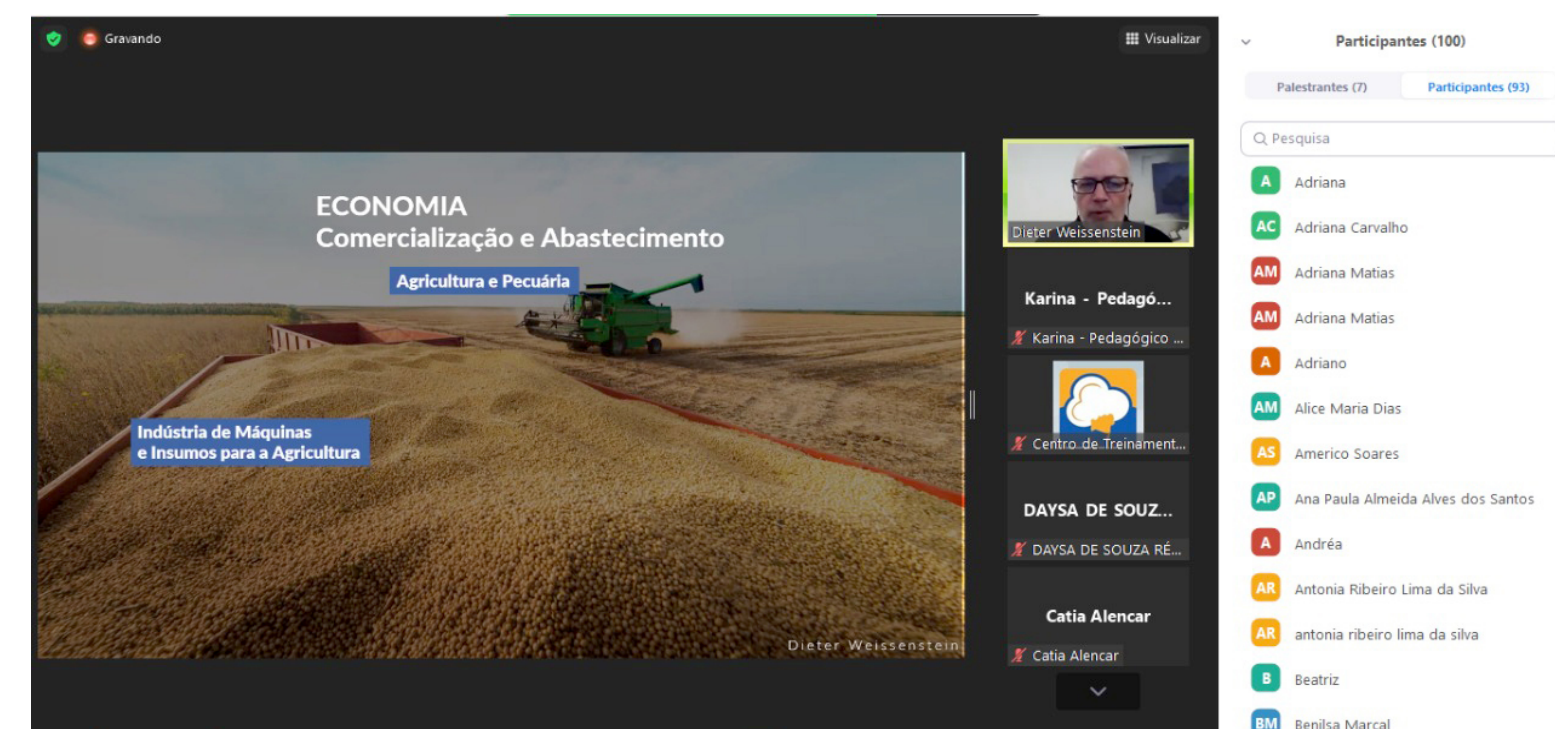 Gravando
Visualizar
ECONOMIA
Comercialização e Abastecimento
Agricultura e Pecuária
Indústria de Máquinas
e Insumos para a Agricultura
Dieter Weissenstein
Dieter Weissenstein
Karina - Pedagó...
Karina - Pedagógico ...
Centro de Treinament...
DAYSA DE SOUZ...
DAYSA DE SOUZA RÉ...
Catia Alencar
Catia Alencar
Participantes (100)
Palestrantes (7)
Participantes (93)
Pesquisa
A Adriana
AC Adriana Carvalho
AM Adriana Matias
AM Adriana Matias
A Adriano
AM Alice Maria Dias
AS Americo Soares
AP Ana Paula Almeida Alves dos Santos
A Andréa
AR Antonia Ribeiro Lima da Silva
AR antonia ribeiro lima da silva
B Beatriz
BM Benilsa Marcal